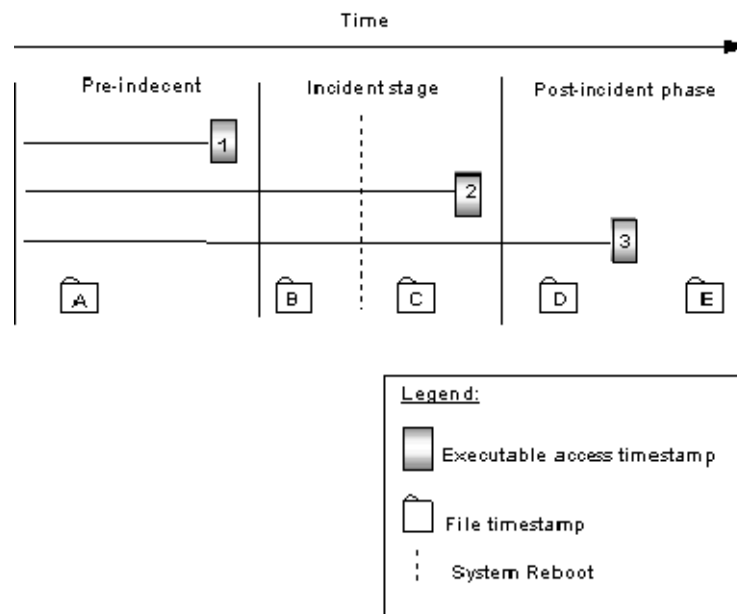 Time
Pre-indecent Incident stage Post-incident phase
1
2
3
A B C D E
Legend:
Executable access timestamp
File timestamp
System Reboot